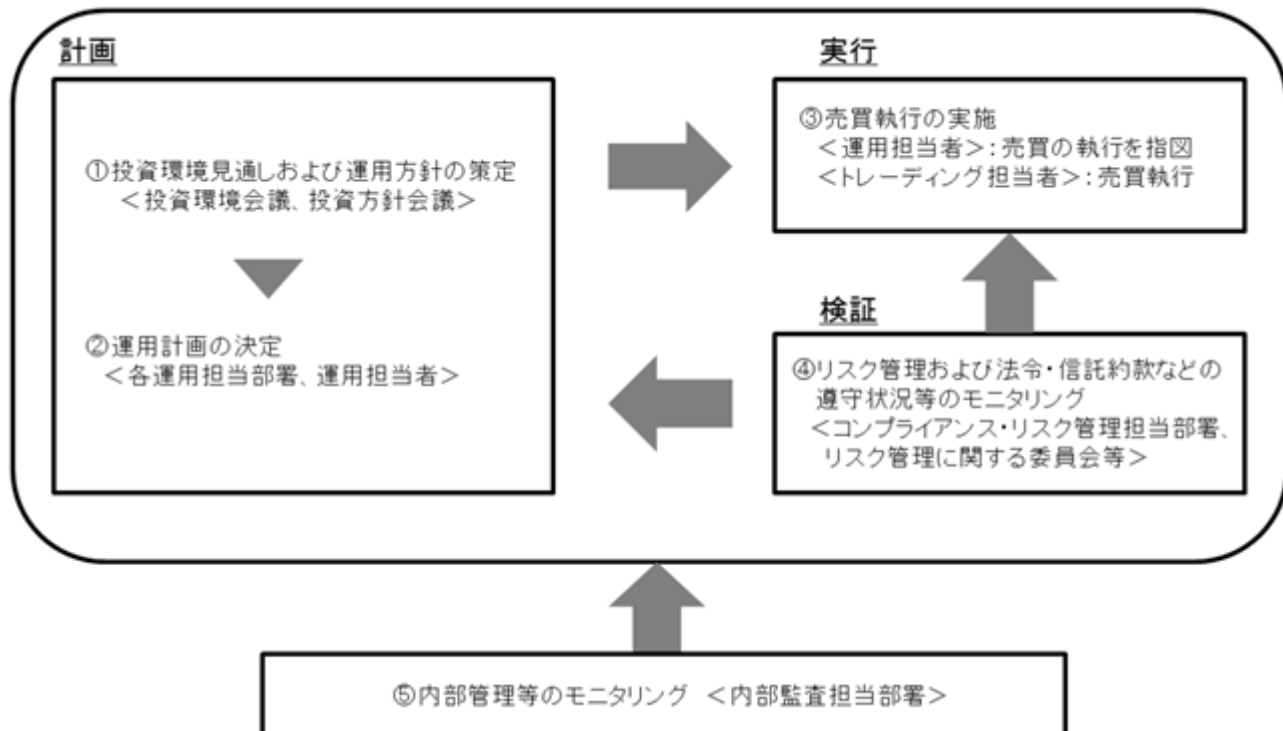 計画
①投資環境見通しおよび運用方針の策定
＜投資環境会議、投資方針会議＞
②運用計画の決定
＜各運用担当部署、運用担当者＞
実行
③売買執行の実施
＜運用担当者＞：売買の執行を指図
＜トレーディング担当者＞：売買執行
検証
④リスク管理および法令・信託約款などの
遵守状況等のモニタリング
＜コンプライアンス・リスク管理担当部署、
リスク管理に関する委員会等＞
⑤内部管理等のモニタリング ＜内部監査担当部署＞